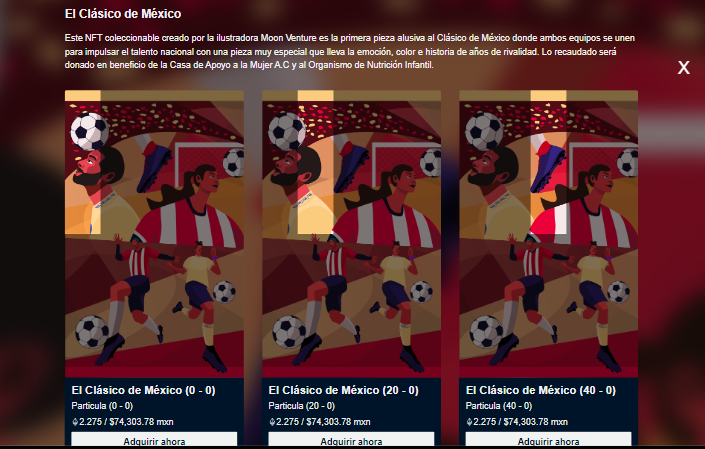 El Clásico de México
Este NFT coleccionable creado por la ilustradora Moon Venture es la primera pieza alusiva al Clásico de México donde ambos equipos se unen
para impulsar el talento nacional con una pieza muy especial que lleva la emoción, color e historia de años de rivalidad. Lo recaudado será
donado en beneficio de la Casa de Apoyo a la Mujer A.C y al Organismo de Nutrición Infantil.
X
El Clásico de México (0 - 0)
Particula (0 - 0)
2.275 / $74,303.78 mxn
Adquirir ahora
El Clásico de México (20 - 0)
Particula (20 - 0)
2.275 / $74,303.78 mxn
Adquirir ahora
El Clásico de México (40 - 0)
Particula (40 - 0)
2.275 / $74,303.78 mxn
Adquirir ahora